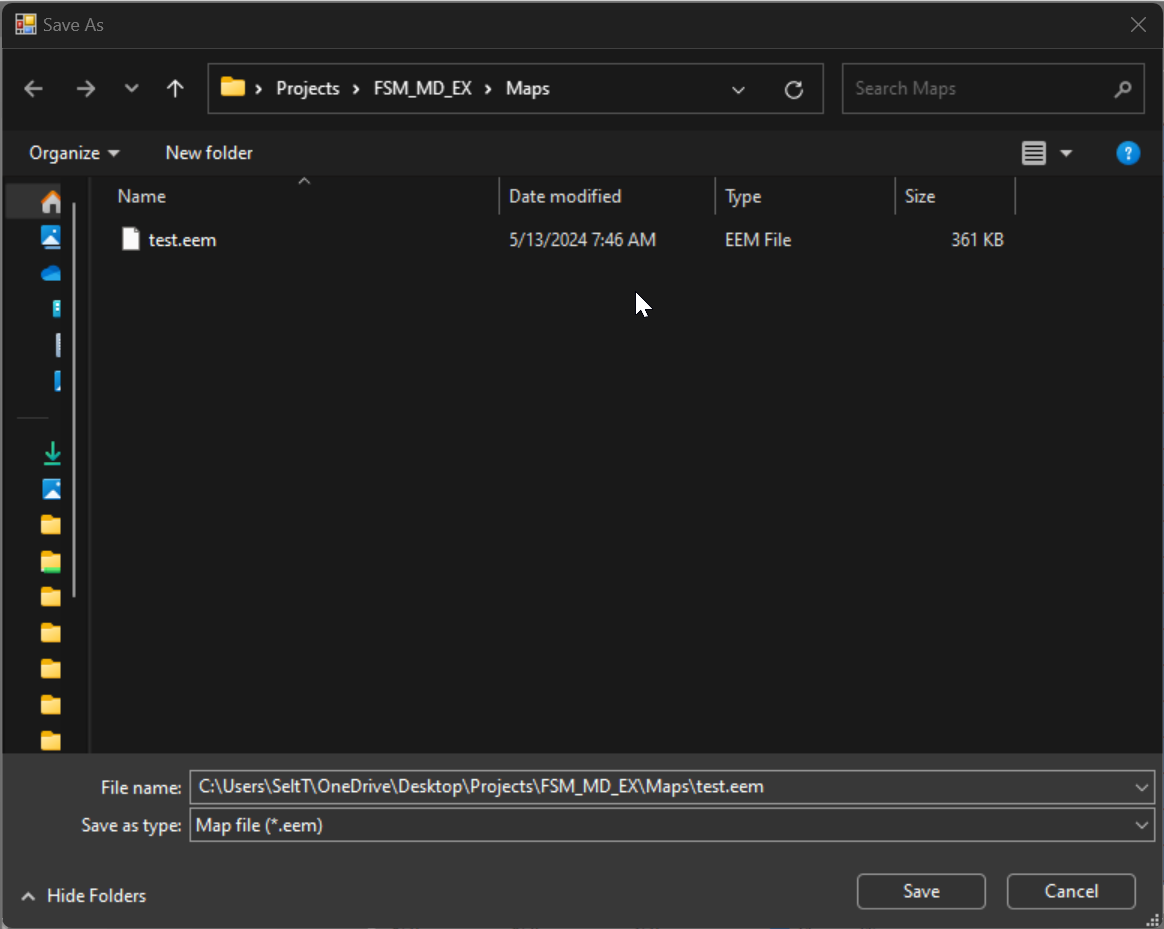 Save As
Projects > FSM_MD_EX > Maps
Search Maps
Organize
New folder
?
Name Date modified Type Size
test.eem 5/13/2024 7:46 AM EEM File 361 KB
File name: C:\Users\SeltT\OneDrive\Desktop\Projects\FSM_MD_EX\Maps\test.eem
Save as type: Map file (*.eem)
Hide Folders
Save
Cancel